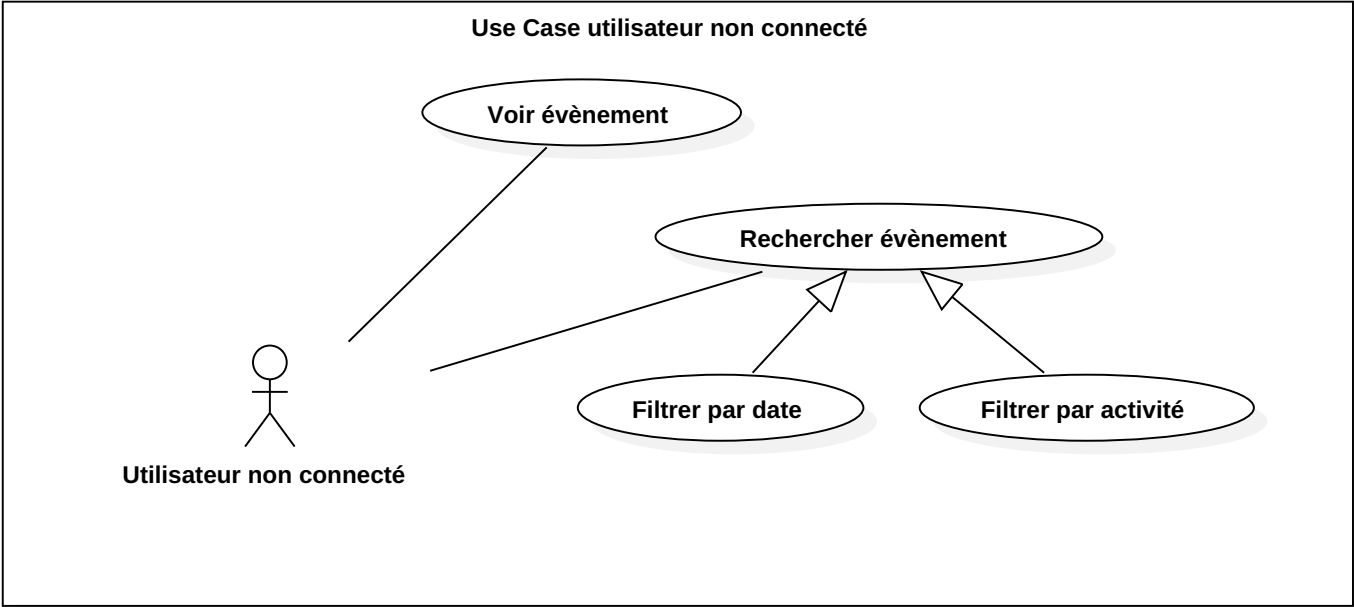 Use Case utilisateur non connecté
Voir évènement
Rechercher évènement
Filtrer par date
Filtrer par activité
Utilisateur non connecté